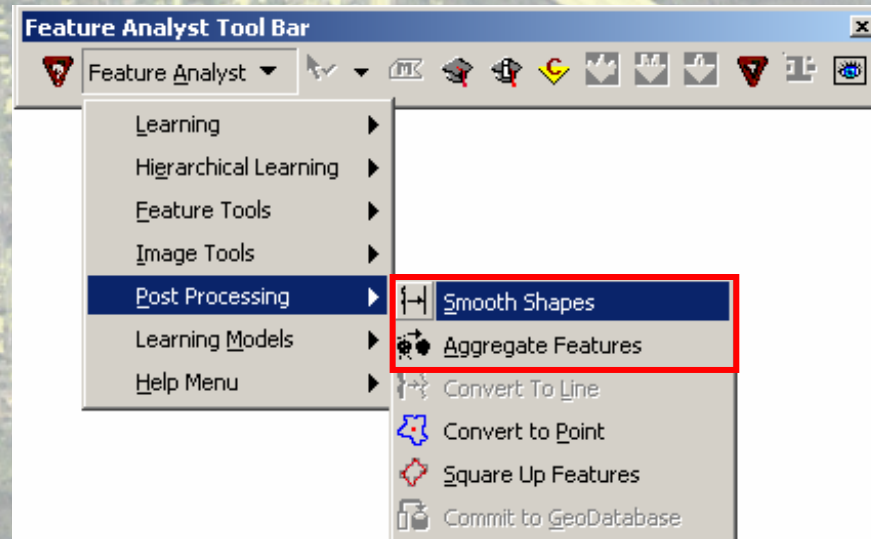 Feature Analyst Tool Bar
Feature Analyst
Learning
Hierarchical Learning
Feature Tools
Image Tools
Post Processing
Learning Models
Help Menu
Smooth Shapes
Aggregate Features
Convert To Line
Convert to Point
Square Up Features
Commit to GeoDatabase